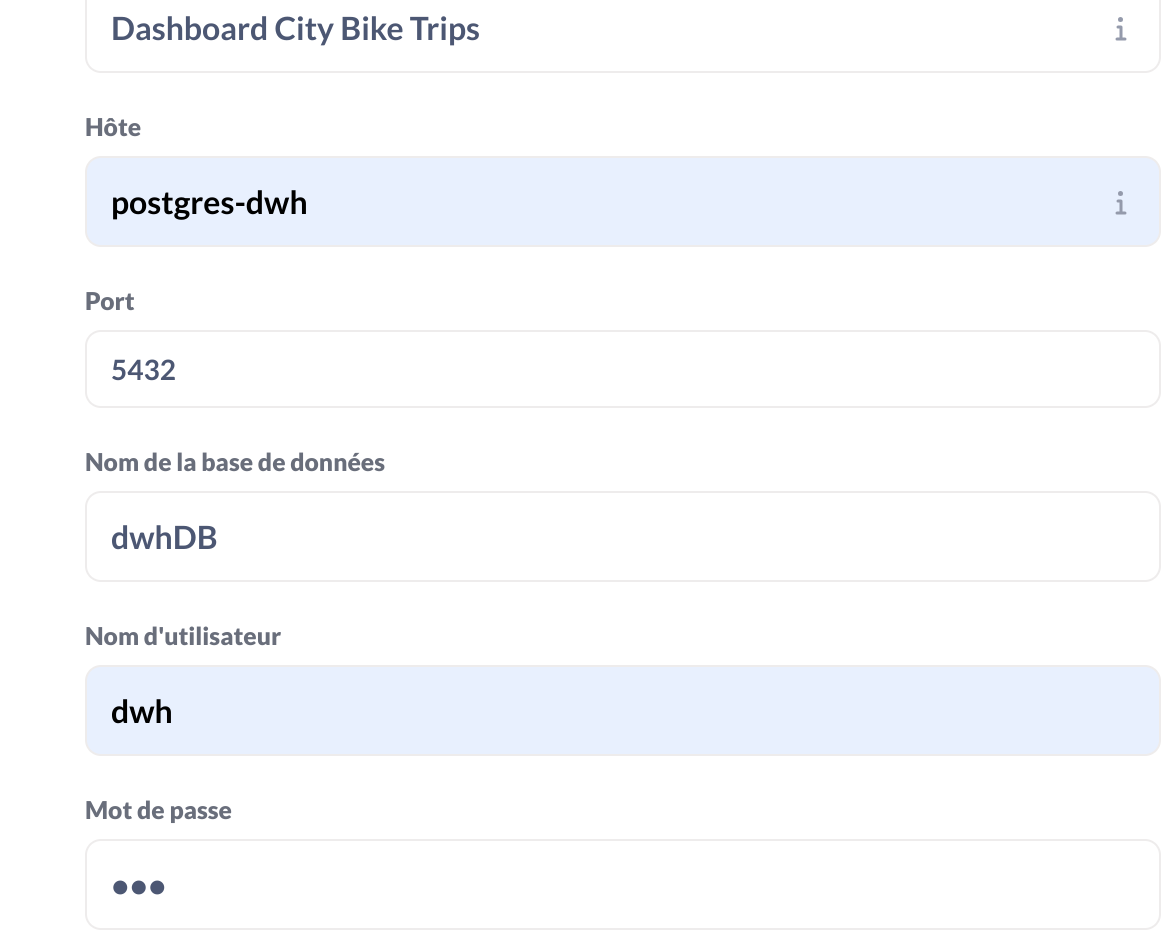 Dashboard City Bike Trips
Hôte
postgres-dwh
Port
5432
Nom de la base de données
dwhDB
Nom d'utilisateur
dwh
Mot de passe
•••